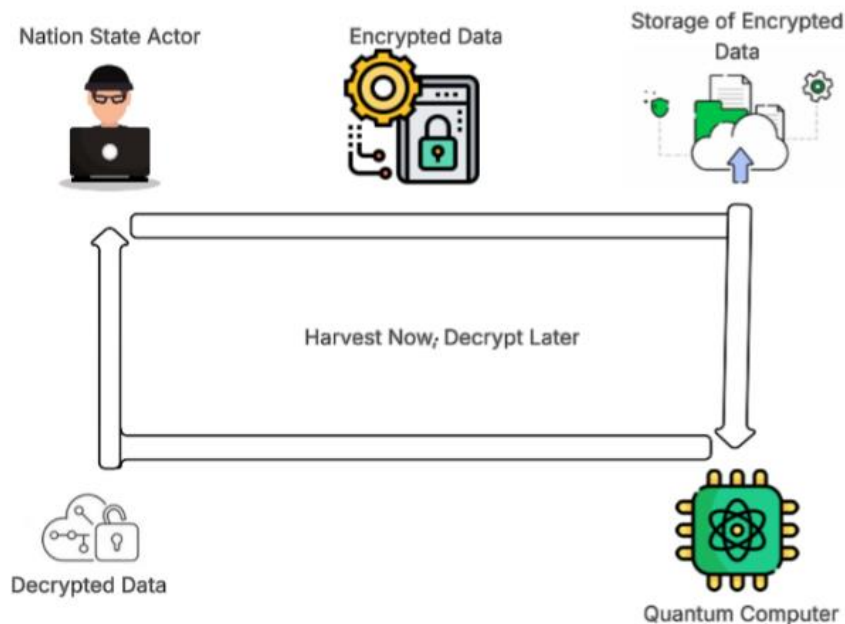 Nation State Actor
Encrypted Data
Storage of Encrypted
Data
Harvest Now; Decrypt Later
Decrypted Data
Quantum Computer